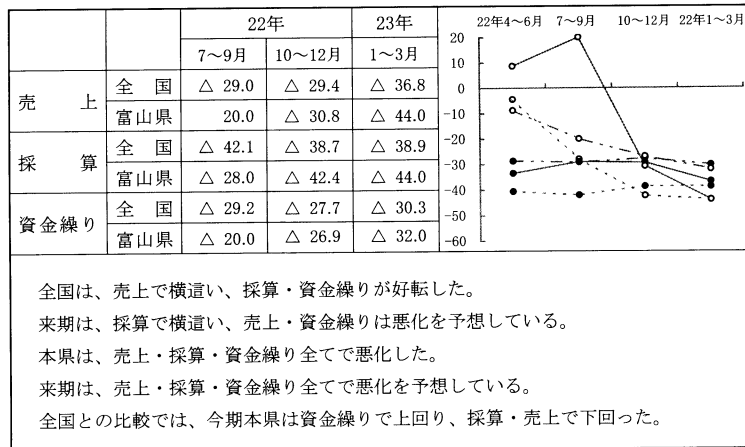 22年 23年
7～9月 10～12月 1～3月
売上 全国 △ 29.0 △ 29.4 △ 36.8
富山県 20.0 △ 30.8 △ 44.0
採算 全国 △ 42.1 △ 38.7 △ 38.9
富山県 △ 28.0 △ 42.4 △ 44.0
資金繰り 全国 △ 29.2 △ 27.7 △ 30.3
富山県 △ 20.0 △ 26.9 △ 32.0
22年4～6月 7～9月 10～12月 22年1～3月
20
10
0
-10
-20
-30
-40
-50
-60
全国は、売上で横這い、採算・資金繰りが好転した。
来期は、採算で横這い、売上・資金繰りは悪化を予想している。
本県は、売上・採算・資金繰り全てで悪化した。
来期は、売上・採算・資金繰り全てで悪化を予想している。
全国との比較では、今期本県は資金繰りで上回り、採算・売上で下回った。